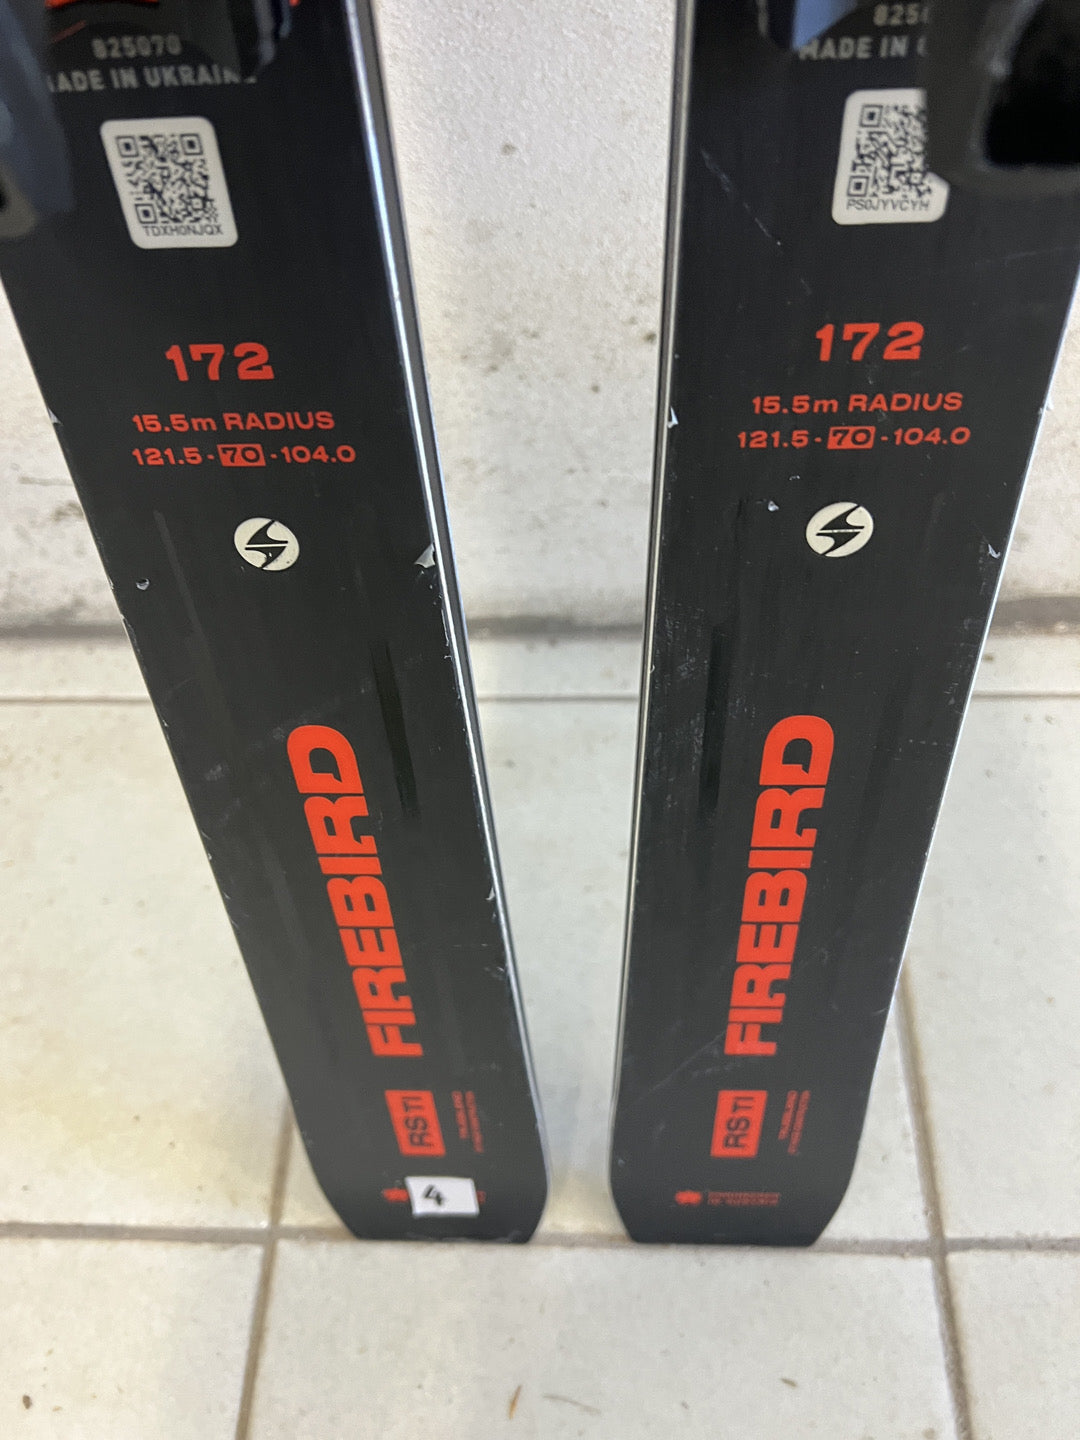 825070
MADE IN UKRAINE
TDXH0NJQX
172
15.5m RADIUS
121.5 - 70 - 104.0
FIREBIRD
RS TI
4
825
MADE IN
PS0JYVCYH
172
15.5m RADIUS
121.5 - 70 - 104.0
FIREBIRD
RS TI